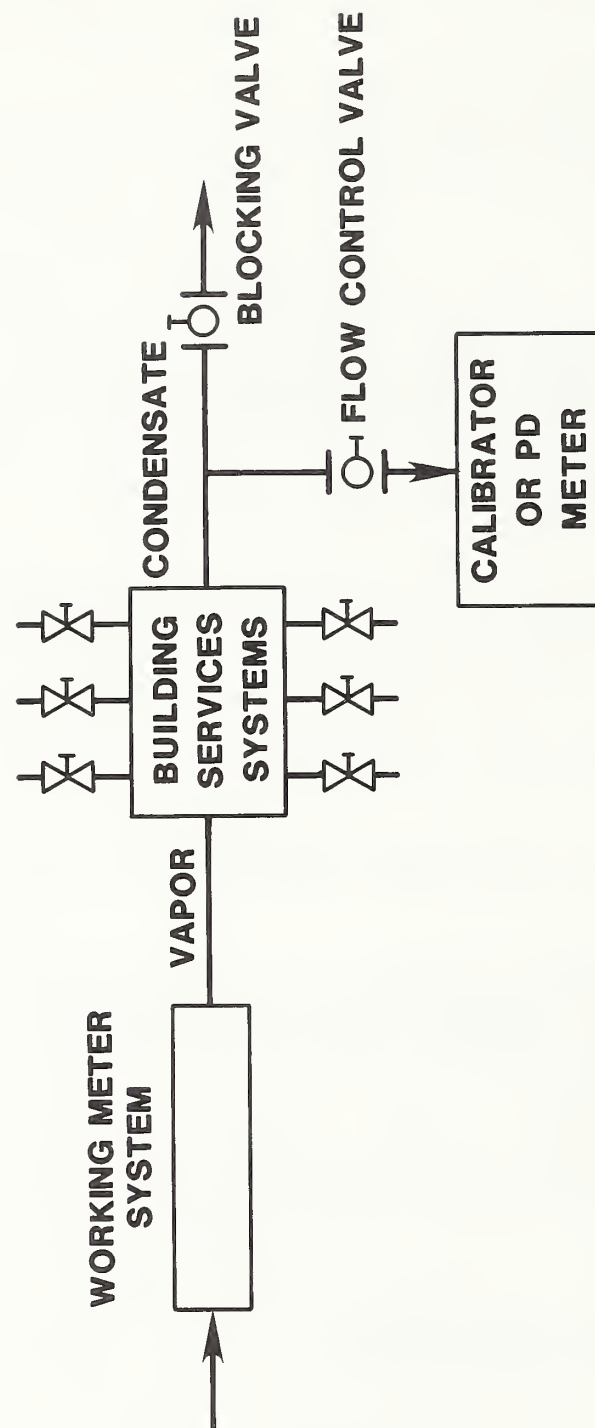 WORKING METER
SYSTEM
VAPOR
BUILDING
SERVICES
SYSTEMS
CONDENSATE
BLOCKING VALVE
FLOW CONTROL VALVE
CALIBRATOR
OR PD
METER